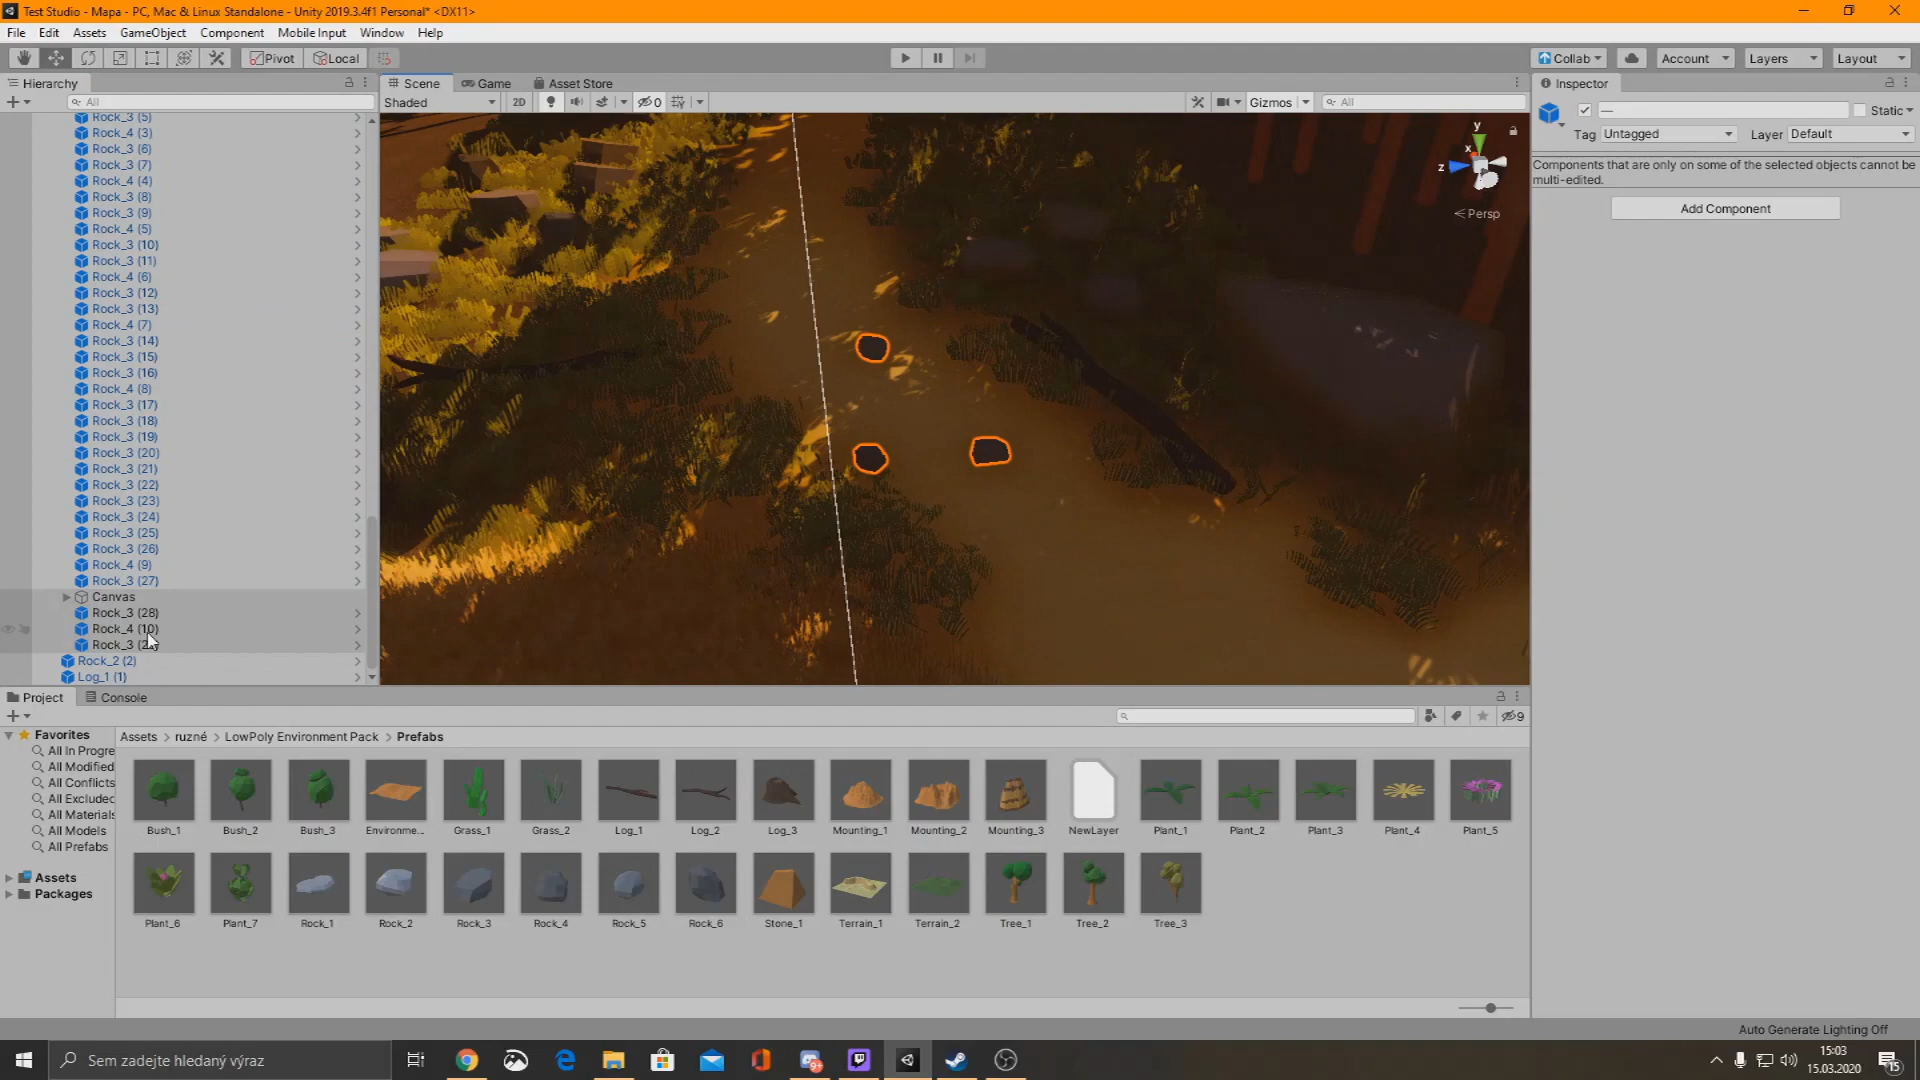 Test Studio - Mapa - PC, Mac & Linux Standalone - Unity 2019.3.4f1 Personal* <DX11>
File Edit Assets GameObject Component Mobile Input Window Help
Pivot Local Collab Account Layers Layout
Hierarchy Scene Game Asset Store Inspector
All Shaded 2D 0 Gizmos All Static
Tag Untagged Layer Default
Components that are only on some of the selected objects cannot be
multi-edited.
Add Component
y
x
z
Persp
Rock_3 (5)
Rock_4 (3)
Rock_3 (6)
Rock_3 (7)
Rock_4 (4)
Rock_3 (8)
Rock_3 (9)
Rock_4 (5)
Rock_3 (10)
Rock_3 (11)
Rock_4 (6)
Rock_3 (12)
Rock_3 (13)
Rock_4 (7)
Rock_3 (14)
Rock_3 (15)
Rock_3 (16)
Rock_4 (8)
Rock_3 (17)
Rock_3 (18)
Rock_3 (19)
Rock_3 (20)
Rock_3 (21)
Rock_3 (22)
Rock_3 (23)
Rock_3 (24)
Rock_3 (25)
Rock_3 (26)
Rock_4 (9)
Rock_3 (27)
Canvas
Rock_3 (28)
Rock_4 (10)
Rock_3
Rock_2 (2)
Log_1 (1)
Project Console
9
Favorites
All In Progre
All Modified
All Conflicts
All Excluded
All Materials
All Models
All Prefabs
Assets
Packages
Assets > ruzné > LowPoly Environment Pack > Prefabs
Bush_1 Bush_2 Bush_3 Environme... Grass_1 Grass_2 Log_1 Log_2 Log_3 Mounting_1 Mounting_2 Mounting_3 NewLayer Plant_1 Plant_2 Plant_3 Plant_4 Plant_5
Plant_6 Plant_7 Rock_1 Rock_2 Rock_3 Rock_4 Rock_5 Rock_6 Stone_1 Terrain_1 Terrain_2 Tree_1 Tree_2 Tree_3
Auto Generate Lighting Off
Sem zadejte hledaný výraz
9+
15:03
15.03.2020
15